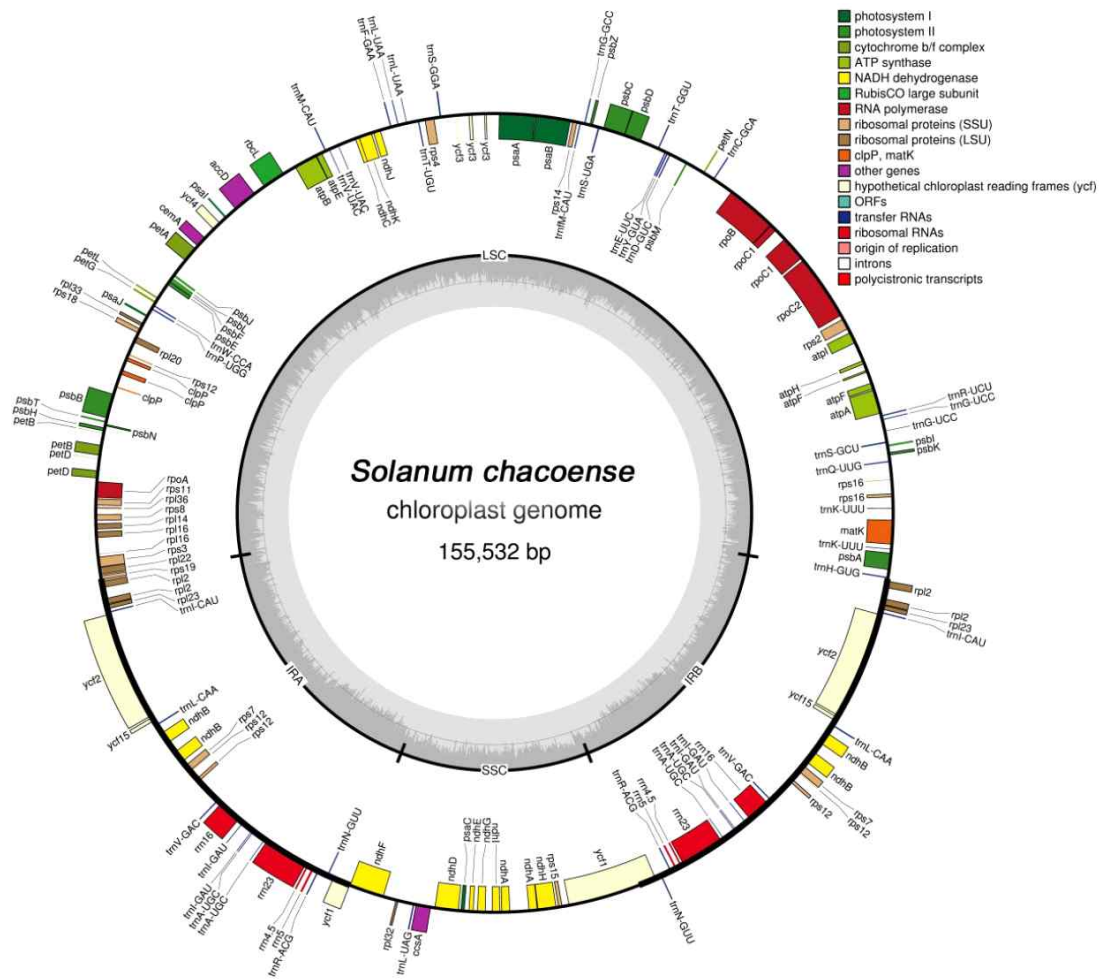 photosystem I
photosystem II
cytochrome b/f complex
ATP synthase
NADH dehydrogenase
RubisCO large subunit
RNA polymerase
ribosomal proteins (SSU)
ribosomal proteins (LSU)
clpP, matK
other genes
hypothetical chloroplast reading frames (ycf)
ORFs
transfer RNAs
ribosomal RNAs
origin of replication
introns
polycistronic transcripts
Solanum chacoense
chloroplast genome
155,532 bp
LSC
IRB
SSC
IRA
psaA
psaB
rps14
trnfM-CAU
trnG-GCC
psbZ
trnS-UGA
psbC
psbD
trnT-GGU
trnE-UUC
trnY-GUA
trnD-GUC
psbM
petN
trnC-GCA
rpoB
rpoC1
rpoC1
rpoC2
rps2
atpI
atpH
atpF
atpF
atpA
trnR-UCU
trnG-UCC
trnG-UCC
trnS-GCU
psbI
psbK
trnQ-UUG
rps16
rps16
trnK-UUU
matK
trnK-UUU
psbA
trnH-GUG
rpl2
rpl2
rpl23
trnI-CAU
ycf2
ycf15
trnL-CAA
ndhB
ndhB
rps7
rps12
rps12
trnV-GAC
rrn16
trnI-GAU
trnI-GAU
trnA-UGC
trnA-UGC
rrn23
rrn4.5
rrn5
trnR-ACG
trnN-GUU
ycf1
rps15
ndhH
ndhA
ndhA
ndhI
ndhG
ndhE
psaC
ndhD
ccsA
trnL-UAG
rpl32
ndhF
ycf1
trnN-GUU
trnR-ACG
rrn5
rrn4.5
rrn23
trnA-UGC
trnA-UGC
trnI-GAU
trnI-GAU
rrn16
trnV-GAC
rps12
rps12
rps7
ndhB
ndhB
trnL-CAA
ycf15
ycf2
trnI-CAU
rpl23
rpl2
rpl2
rps19
rpl22
rps3
rpl16
rpl16
rpl14
rps8
rpl36
rps11
rpoA
petD
petD
petB
petB
psbH
psbT
psbN
psbB
clpP
clpP
clpP
rps12
rpl20
rps18
rpl33
psaJ
trnP-UGG
trnW-CCA
petG
petL
psbE
psbF
psbL
psbJ
petA
cemA
ycf4
psaI
accD
rbcL
atpB
atpE
trnM-CAU
trnV-UAC
trnV-UAC
ndhC
ndhK
ndhJ
trnF-GAA
trnL-UAA
trnL-UAA
trnT-UGU
trnS-GGA
rps4
ycf3
ycf3
ycf3